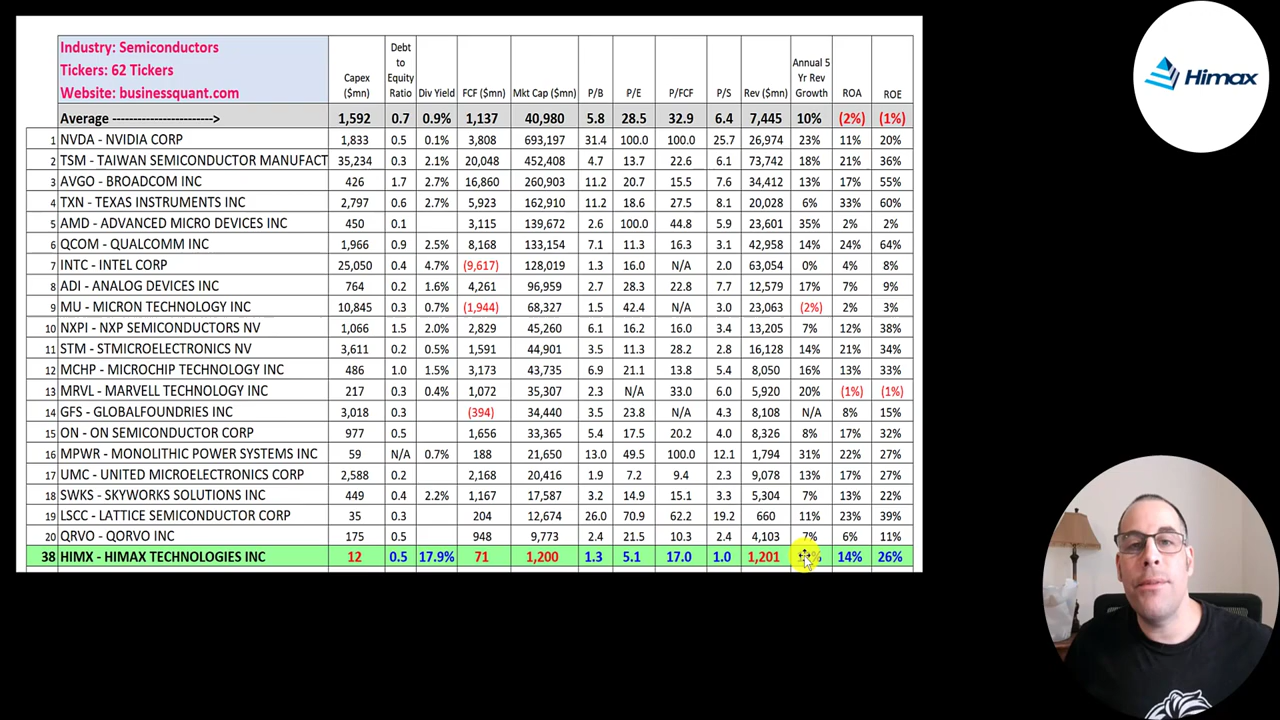 Industry: Semiconductors
Tickers: 62 Tickers
Website: businessquant.com
Capex ($mn) Debt to Equity Ratio Div Yield FCF ($mn) Mkt Cap ($mn) P/B P/E P/FCF P/S Rev ($mn) Annual 5 Yr Rev Growth ROA ROE
Average ------------------------> 1,592 0.7 0.9% 1,137 40,980 5.8 28.5 32.9 6.4 7,445 10% (2%) (1%)
1 NVDA - NVIDIA CORP 1,833 0.5 0.1% 3,808 693,197 31.4 100.0 100.0 25.7 26,974 23% 11% 20%
2 TSM - TAIWAN SEMICONDUCTOR MANUFACT 35,234 0.3 2.1% 20,048 452,408 4.7 13.7 22.6 6.1 73,742 18% 21% 36%
3 AVGO - BROADCOM INC 426 1.7 2.7% 16,860 260,903 11.2 20.7 15.5 7.6 34,412 13% 17% 55%
4 TXN - TEXAS INSTRUMENTS INC 2,797 0.6 2.7% 5,923 162,910 11.2 18.6 27.5 8.1 20,028 6% 33% 60%
5 AMD - ADVANCED MICRO DEVICES INC 450 0.1 3,115 139,672 2.6 100.0 44.8 5.9 23,601 35% 2% 2%
6 QCOM - QUALCOMM INC 1,966 0.9 2.5% 8,168 133,154 7.1 11.3 16.3 3.1 42,958 14% 24% 64%
7 INTC - INTEL CORP 25,050 0.4 4.7% (9,617) 128,019 1.3 16.0 N/A 2.0 63,054 0% 4% 8%
8 ADI - ANALOG DEVICES INC 764 0.2 1.6% 4,261 96,959 2.7 28.3 22.8 7.7 12,579 17% 7% 9%
9 MU - MICRON TECHNOLOGY INC 10,845 0.3 0.7% (1,944) 68,327 1.5 42.4 N/A 3.0 23,063 (2%) 2% 3%
10 NXPI - NXP SEMICONDUCTORS NV 1,066 1.5 2.0% 2,829 45,260 6.1 16.2 16.0 3.4 13,205 7% 12% 38%
11 STM - STMICROELECTRONICS NV 3,611 0.2 0.5% 1,591 44,901 3.5 11.3 28.2 2.8 16,128 14% 21% 34%
12 MCHP - MICROCHIP TECHNOLOGY INC 486 1.0 1.5% 3,173 43,735 6.9 21.1 13.8 5.4 8,050 16% 13% 33%
13 MRVL - MARVELL TECHNOLOGY INC 217 0.3 0.4% 1,072 35,307 2.3 N/A 33.0 6.0 5,920 20% (1%) (1%)
14 GFS - GLOBALFOUNDRIES INC 3,018 0.3 (394) 34,440 3.5 23.8 N/A 4.3 8,108 N/A 8% 15%
15 ON - ON SEMICONDUCTOR CORP 977 0.5 1,656 33,365 5.4 17.5 20.2 4.0 8,326 8% 17% 32%
16 MPWR - MONOLITHIC POWER SYSTEMS INC 59 N/A 0.7% 188 21,650 13.0 49.5 100.0 12.1 1,794 31% 22% 27%
17 UMC - UNITED MICROELECTRONICS CORP 2,588 0.2 2,168 20,416 1.9 7.2 9.4 2.3 9,078 13% 17% 27%
18 SWKS - SKYWORKS SOLUTIONS INC 449 0.4 2.2% 1,167 17,587 3.2 14.9 15.1 3.3 5,304 7% 13% 22%
19 LSCC - LATTICE SEMICONDUCTOR CORP 35 0.3 204 12,674 26.0 70.9 62.2 19.2 660 11% 23% 39%
20 QRVO - QORVO INC 175 0.5 948 9,773 2.4 21.5 10.3 2.4 4,103 7% 6% 11%
38 HIMX - HIMAX TECHNOLOGIES INC 12 0.5 17.9% 71 1,200 1.3 5.1 17.0 1.0 1,201 14% 26%
Himax